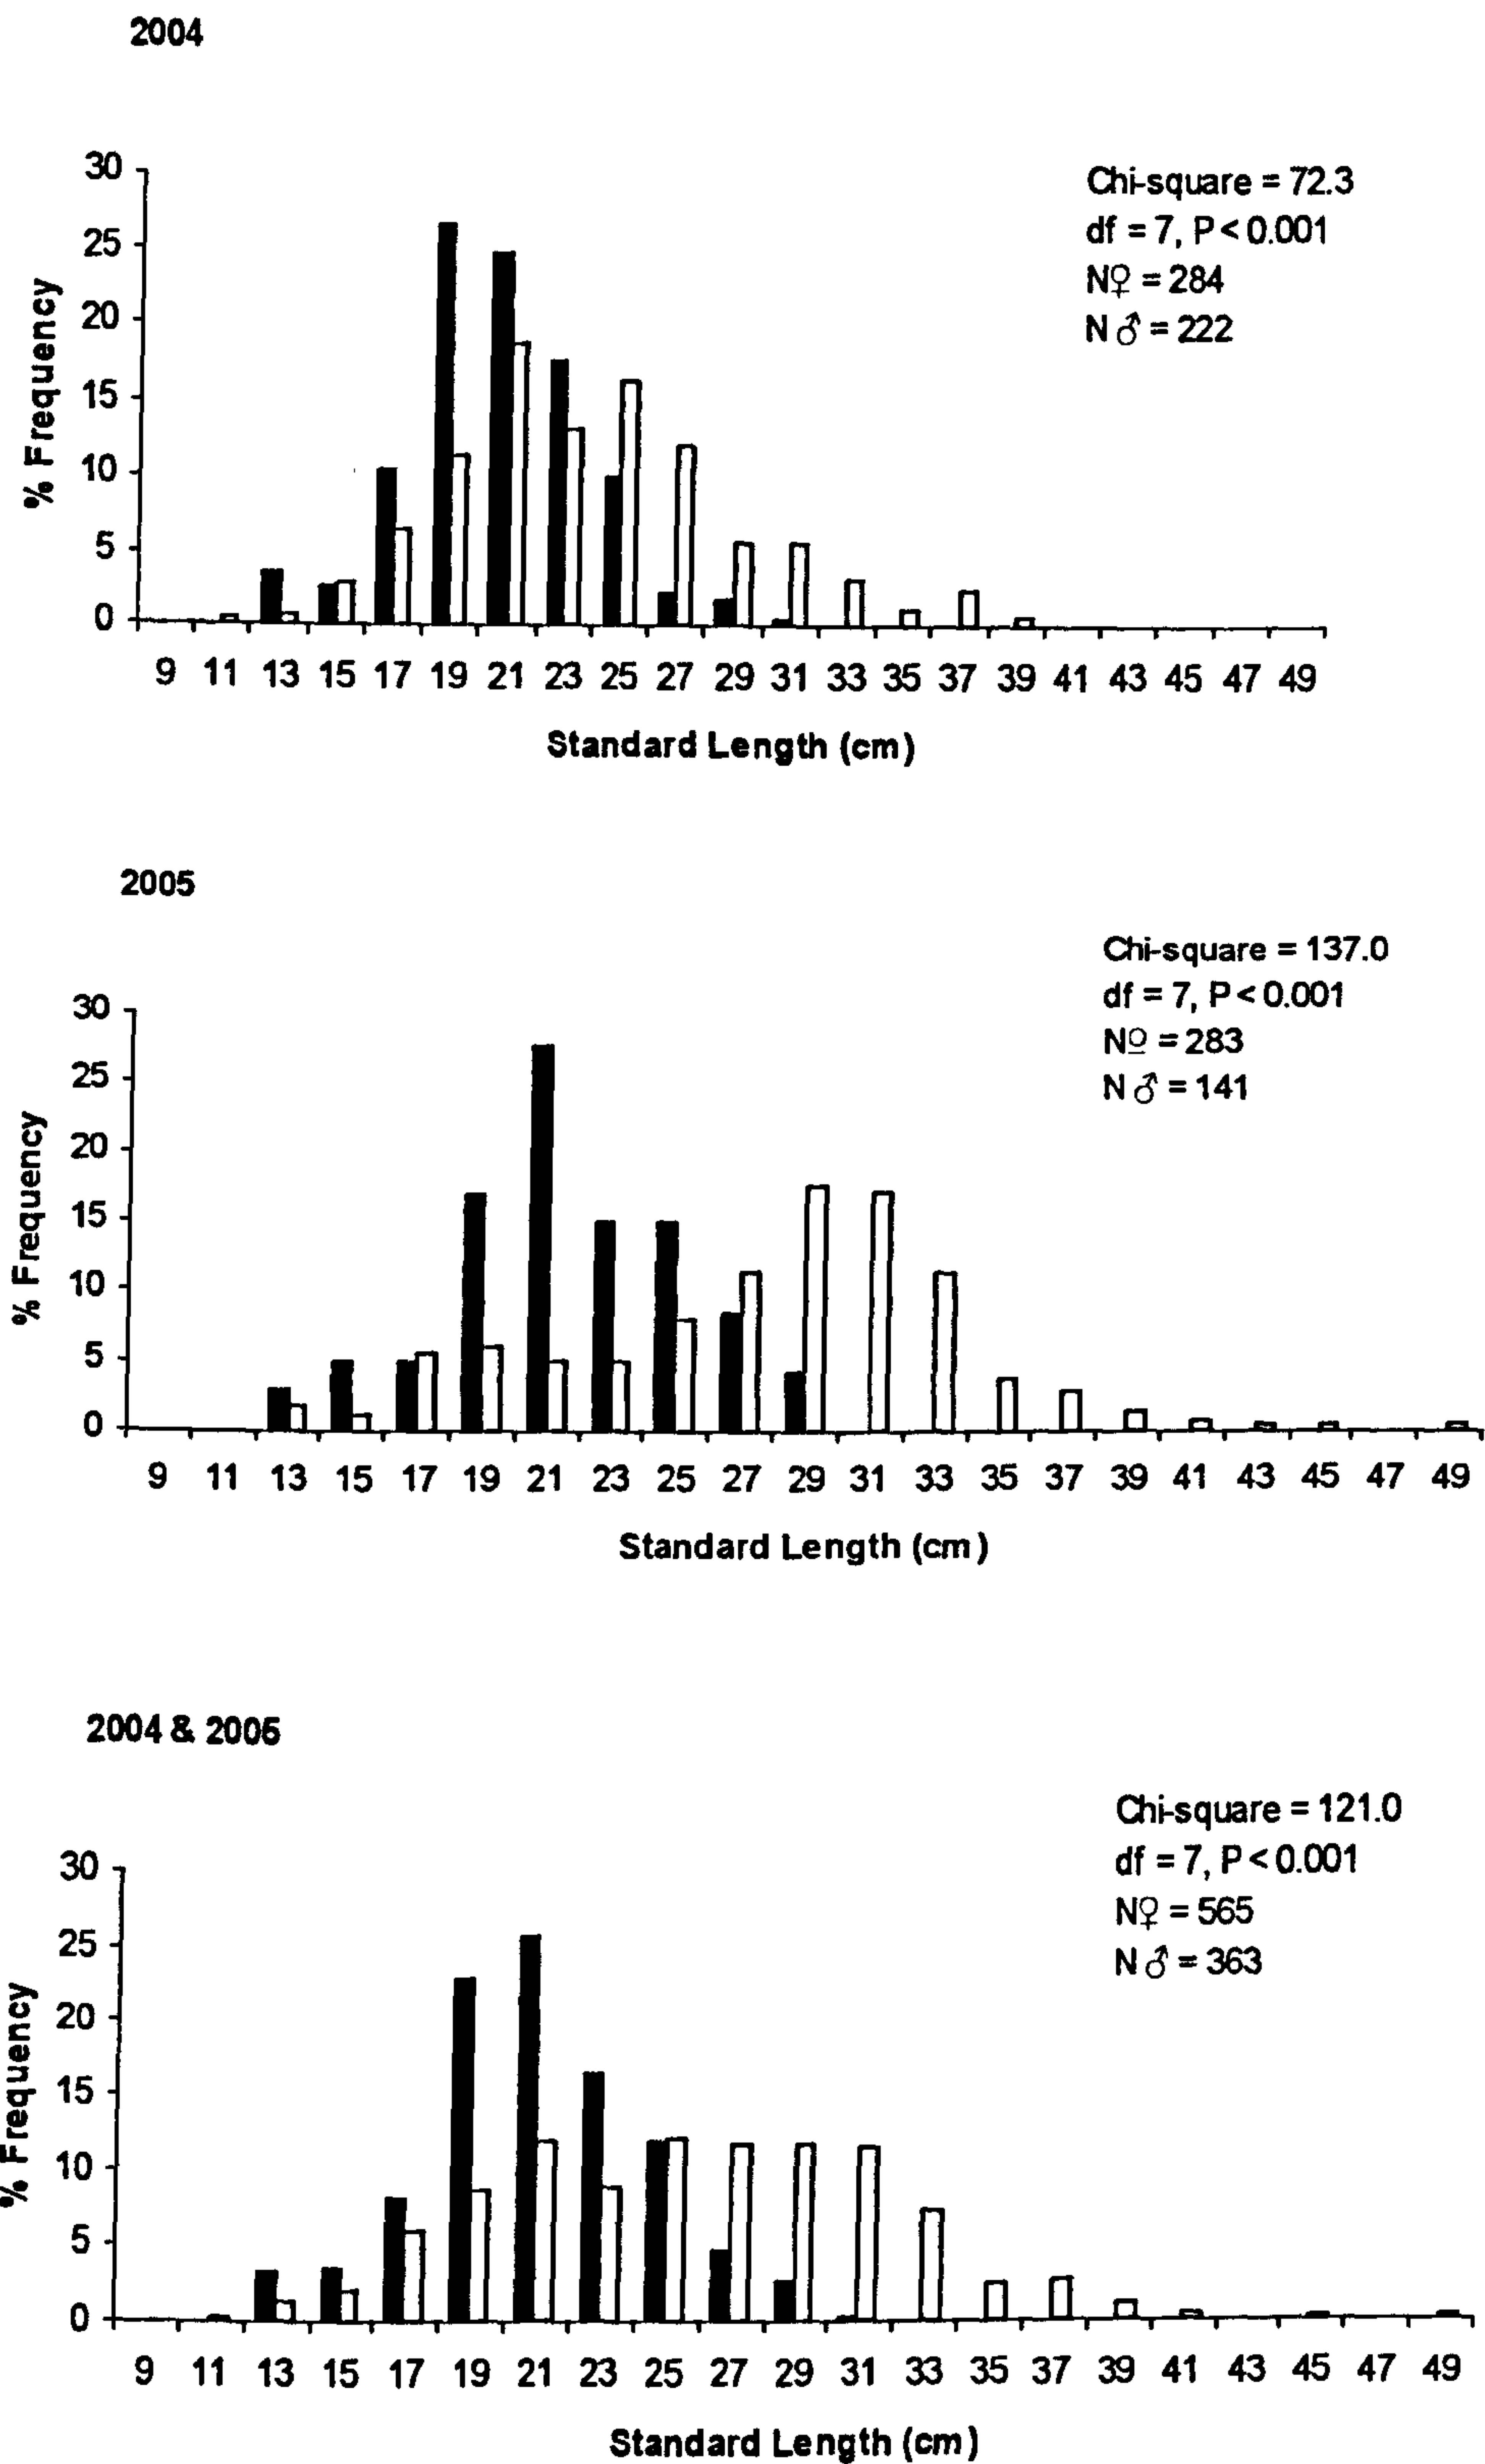 2004
30
25
20
15
10
5
0
% Frequency
Chi-square = 72.3
df = 7, P < 0.001
N♀ = 284
N ♂ = 222
9 11 13 15 17 19 21 23 25 27 29 31 33 35 37 39 41 43 45 47 49
Standard Length (cm)
2005
30
25
20
15
10
5
0
% Frequency
Chi-square = 137.0
df = 7, P < 0.001
N♀ = 283
N ♂ = 141
9 11 13 15 17 19 21 23 25 27 29 31 33 35 37 39 41 43 45 47 49
Standard Length (cm)
2004 & 2005
30
25
20
15
10
5
0
% Frequency
Chi-square = 121.0
df = 7, P < 0.001
N♀ = 565
N ♂ = 363
9 11 13 15 17 19 21 23 25 27 29 31 33 35 37 39 41 43 45 47 49
Standard Length (cm)